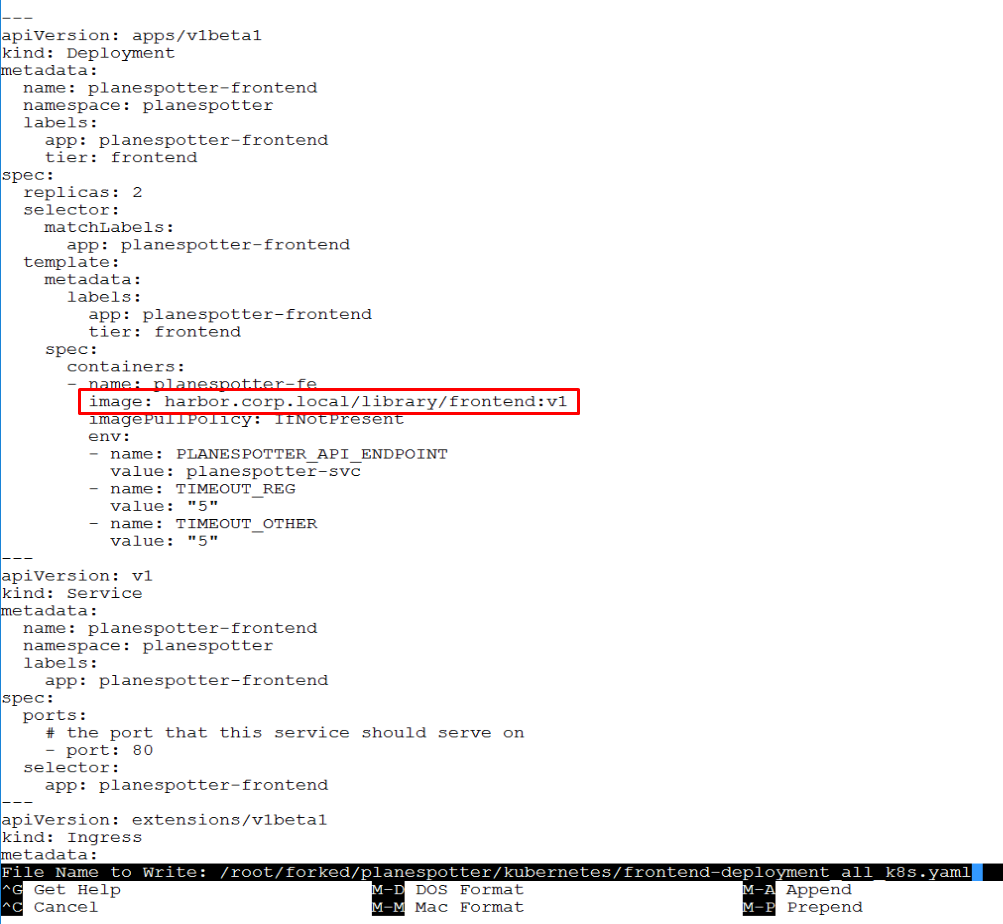 ---
apiVersion: apps/v1beta1
kind: Deployment
metadata:
  name: planespotter-frontend
  namespace: planespotter
  labels:
    app: planespotter-frontend
    tier: frontend
spec:
  replicas: 2
  selector:
    matchLabels:
      app: planespotter-frontend
  template:
    metadata:
      labels:
        app: planespotter-frontend
        tier: frontend
    spec:
      containers:
      - name: planespotter-fe
        image: harbor.corp.local/library/frontend:v1
        imagePullPolicy: IfNotPresent
        env:
        - name: PLANESPOTTER_API_ENDPOINT
          value: planespotter-svc
        - name: TIMEOUT_REG
          value: "5"
        - name: TIMEOUT_OTHER
          value: "5"
---
apiVersion: v1
kind: Service
metadata:
  name: planespotter-frontend
  namespace: planespotter
  labels:
    app: planespotter-frontend
spec:
  ports:
    # the port that this service should serve on
    - port: 80
  selector:
    app: planespotter-frontend
---
apiVersion: extensions/v1beta1
kind: Ingress
metadata:
File Name to Write: /root/forked/planespotter/kubernetes/frontend-deployment_all_k8s.yaml
^G Get Help M-D DOS Format M-A Append
^C Cancel M-M Mac Format M-P Prepend